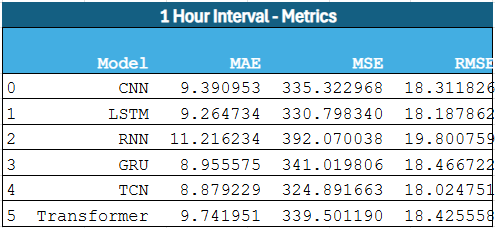 1 Hour Interval - Metrics
Model MAE MSE RMSE
0 CNN 9.390953 335.322968 18.311826
1 LSTM 9.264734 330.798340 18.187862
2 RNN 11.216234 392.070038 19.800759
3 GRU 8.955575 341.019806 18.466722
4 TCN 8.879229 324.891663 18.024751
5 Transformer 9.741951 339.501190 18.425558